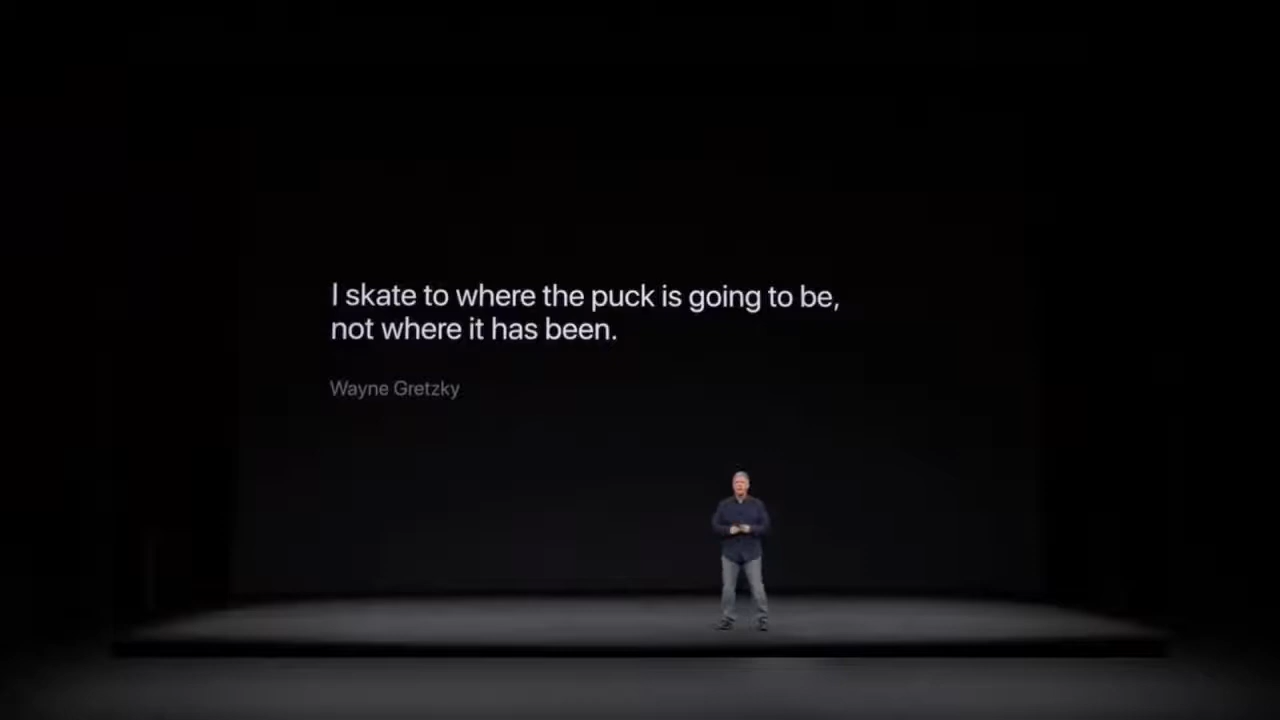 I skate to where the puck is going to be,
not where it has been.
Wayne Gretzky